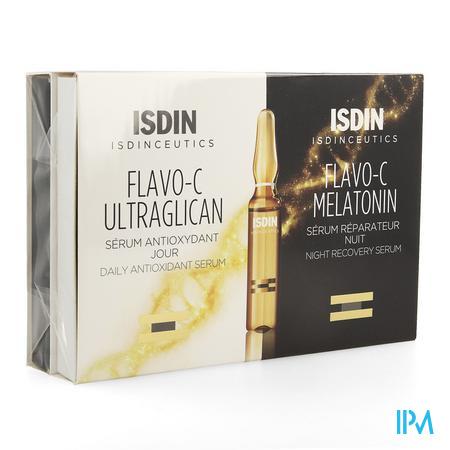 ISDIN
ISDINCEUTICS
FLAVO-C
ULTRAGLICAN
SÉRUM ANTIOXYDANT
JOUR
DAILY ANTIOXIDANT SERUM
ISDIN
ISDINCEUTICS
FLAVO-C
MELATONIN
SÉRUM RÉPARATEUR
NUIT
NIGHT RECOVERY SERUM
ISDIN
ISDINCEUTICS
IPM